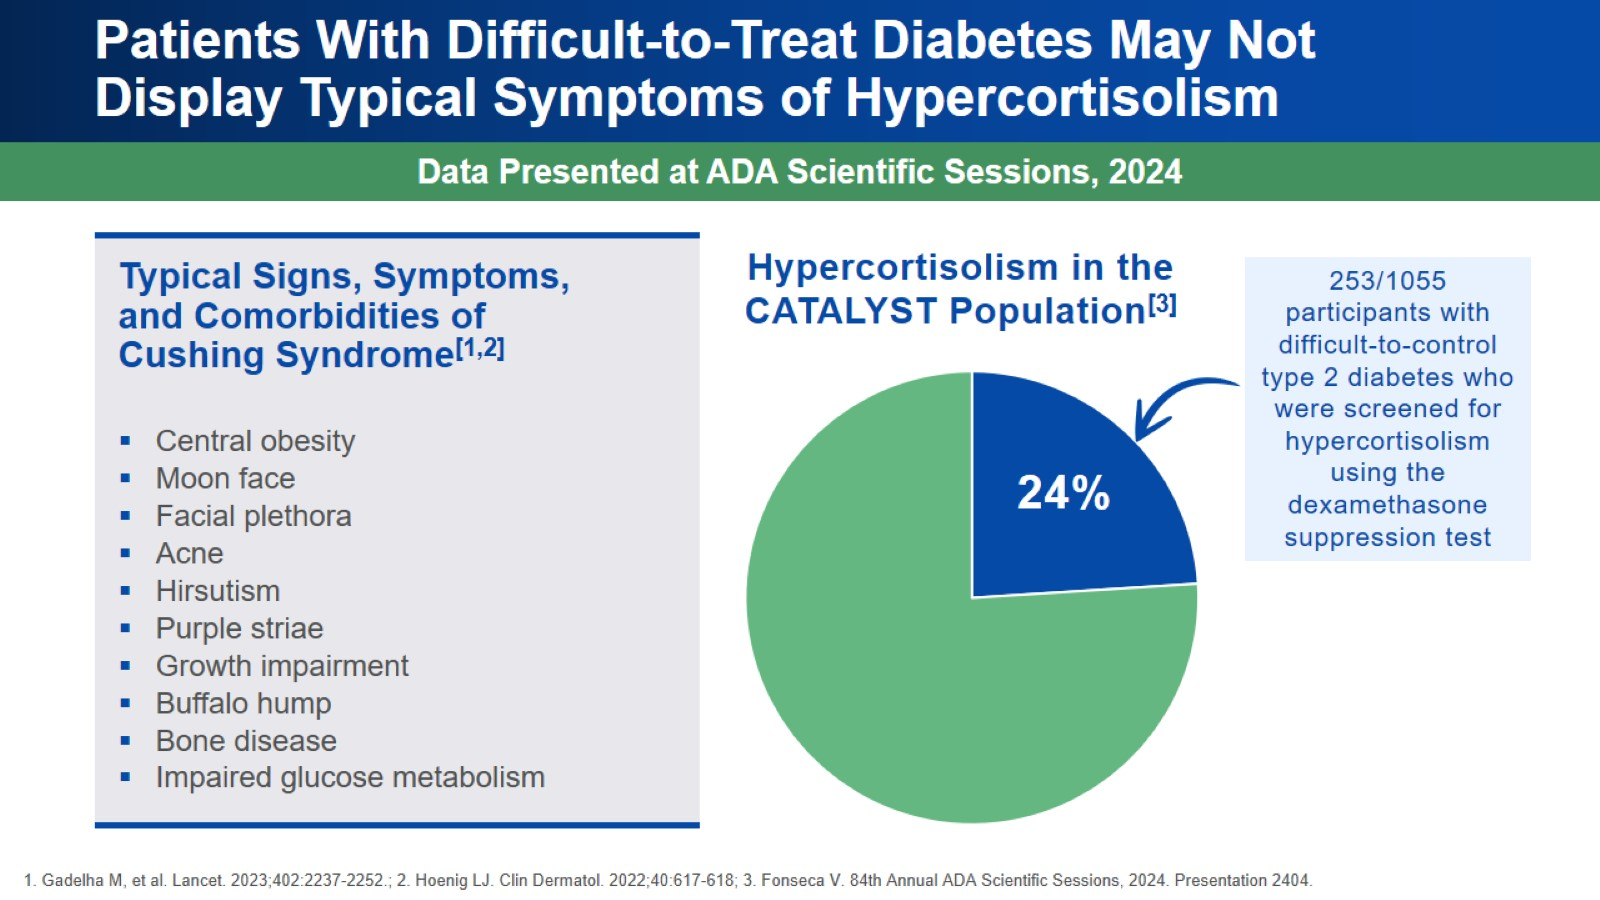 Patients With Difficult-to-Treat Diabetes May Not
Display Typical Symptoms of Hypercortisolism
Data Presented at ADA Scientific Sessions, 2024
Typical Signs, Symptoms,
and Comorbidities of
Cushing Syndrome[1,2]
▪ Central obesity
▪ Moon face
▪ Facial plethora
▪ Acne
▪ Hirsutism
▪ Purple striae
▪ Growth impairment
▪ Buffalo hump
▪ Bone disease
▪ Impaired glucose metabolism
Hypercortisolism in the
CATALYST Population[3]
24%
253/1055
participants with
difficult-to-control
type 2 diabetes who
were screened for
hypercortisolism
using the
dexamethasone
suppression test
1. Gadelha M, et al. Lancet. 2023;402:2237-2252.; 2. Hoenig LJ. Clin Dermatol. 2022;40:617-618; 3. Fonseca V. 84th Annual ADA Scientific Sessions, 2024. Presentation 2404.